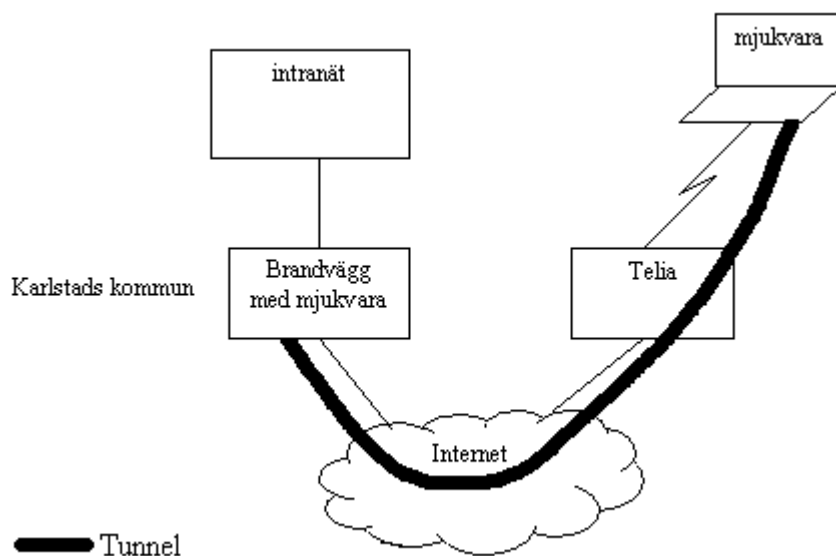 mjukvara
intranät
Karlstads kommun
Brandvägg
med mjukvara
Telia
Internet
Tunnel